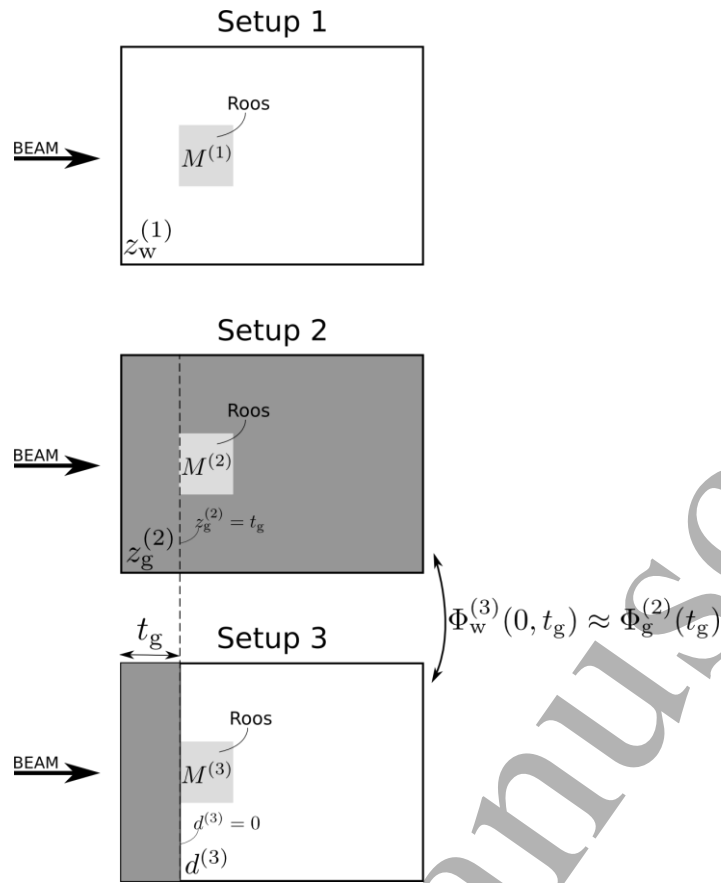 Setup 1
Roos
BEAM
M^(1)
z_w^(1)
Setup 2
Roos
BEAM
M^(2)
z_g^(2) = t_g
z_g^(2)
t_g
Φ_w^(3)(0, t_g) ≈ Φ_g^(2)(t_g)
Setup 3
Roos
BEAM
M^(3)
d^(3) = 0
d^(3)